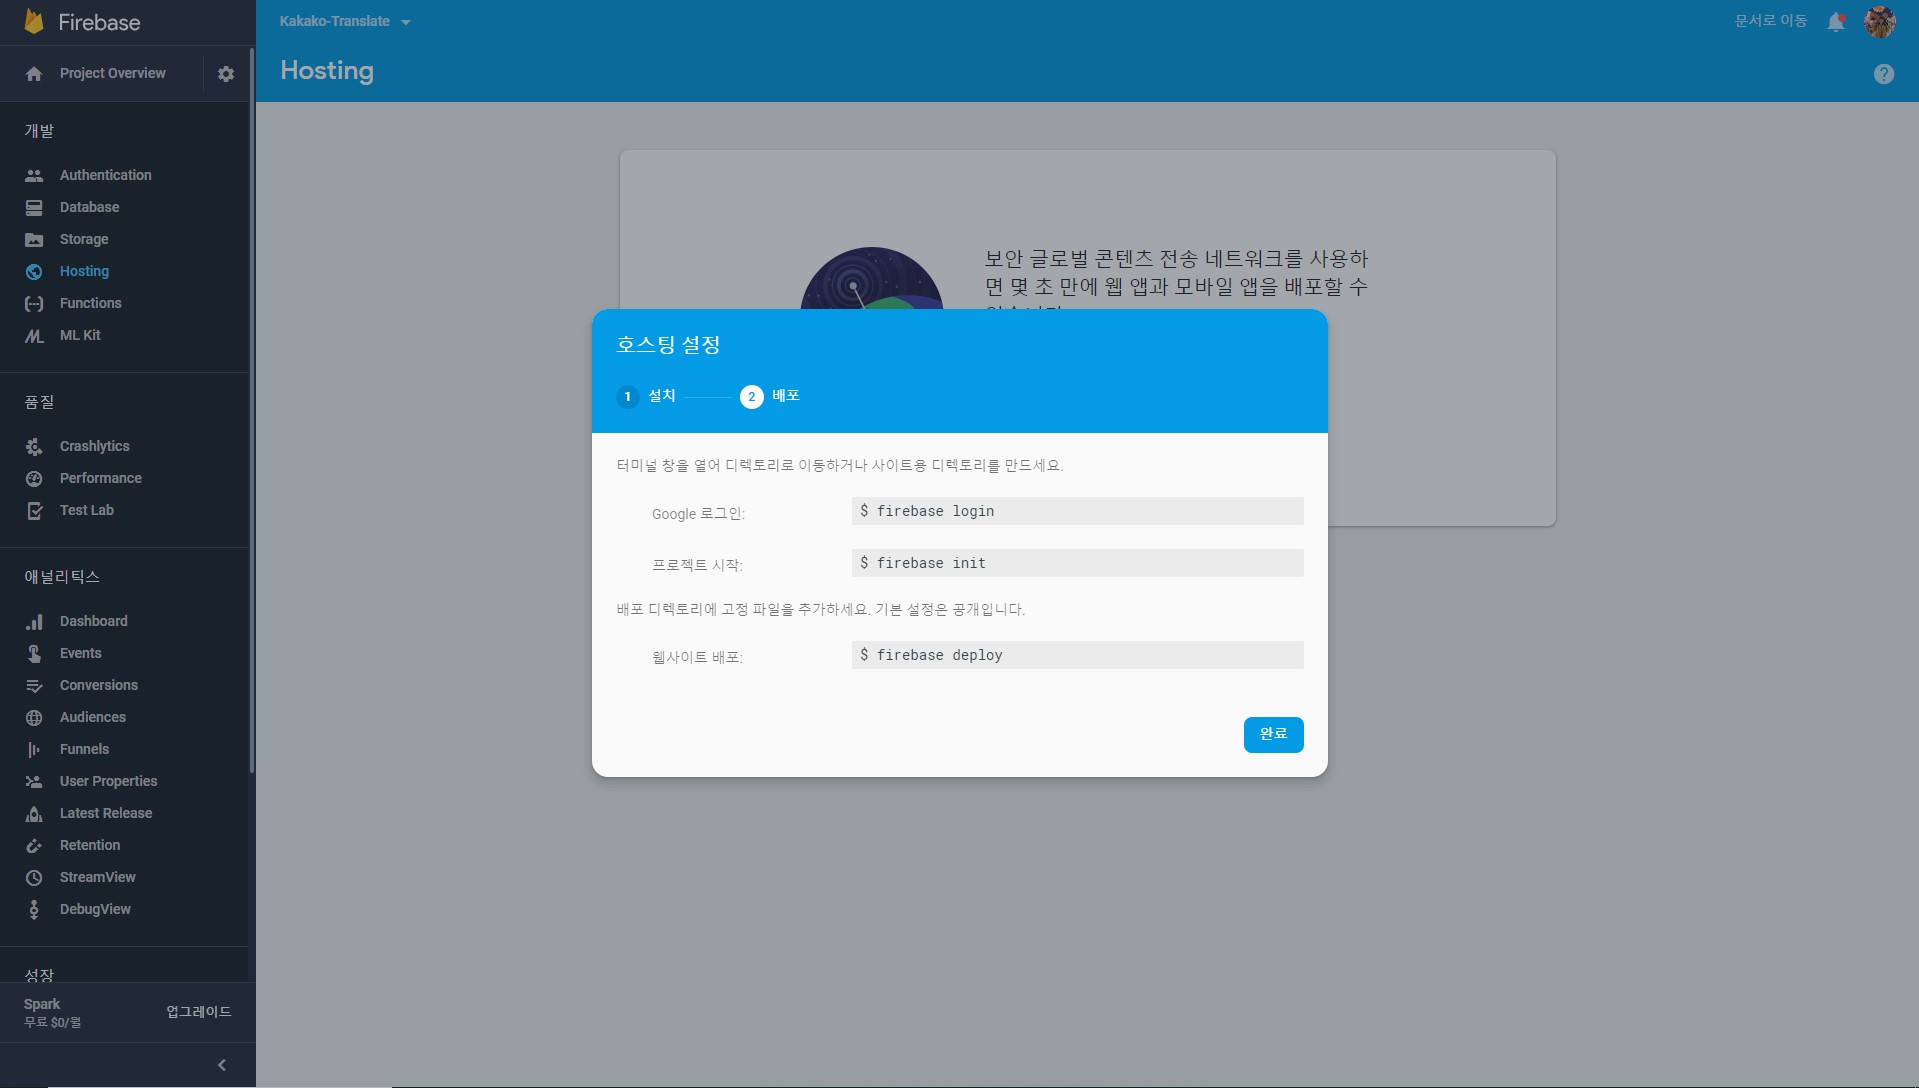 Firebase
Project Overview
개발
Authentication
Database
Storage
Hosting
Functions
ML Kit
품질
Crashlytics
Performance
Test Lab
애널리틱스
Dashboard
Events
Conversions
Audiences
Funnels
User Properties
Latest Release
Retention
StreamView
DebugView
성장
Spark
무료 $0/월
업그레이드
Kakako-Translate
문서로 이동
Hosting
보안 글로벌 콘텐츠 전송 네트워크를 사용하
면 몇 초 만에 웹 앱과 모바일 앱을 배포할 수
호스팅 설정
1 설치 2 배포
터미널 창을 열어 디렉토리로 이동하거나 사이트용 디렉토리를 만드세요.
Google 로그인: $ firebase login
프로젝트 시작: $ firebase init
배포 디렉토리에 고정 파일을 추가하세요. 기본 설정은 공개입니다.
웹사이트 배포: $ firebase deploy
완료